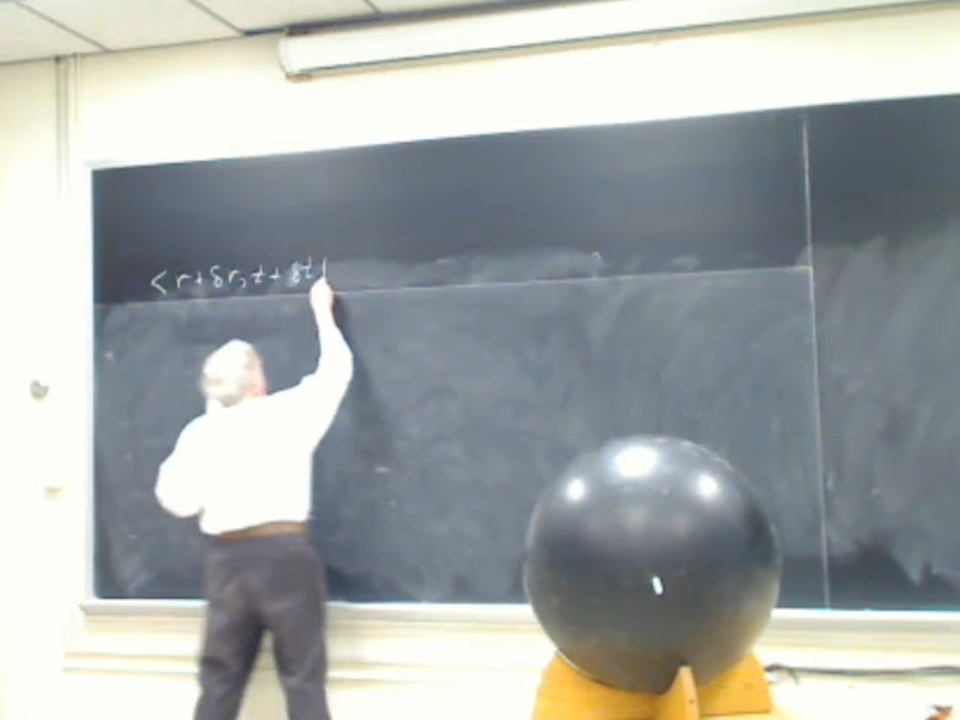 < r + δr, t + δt |